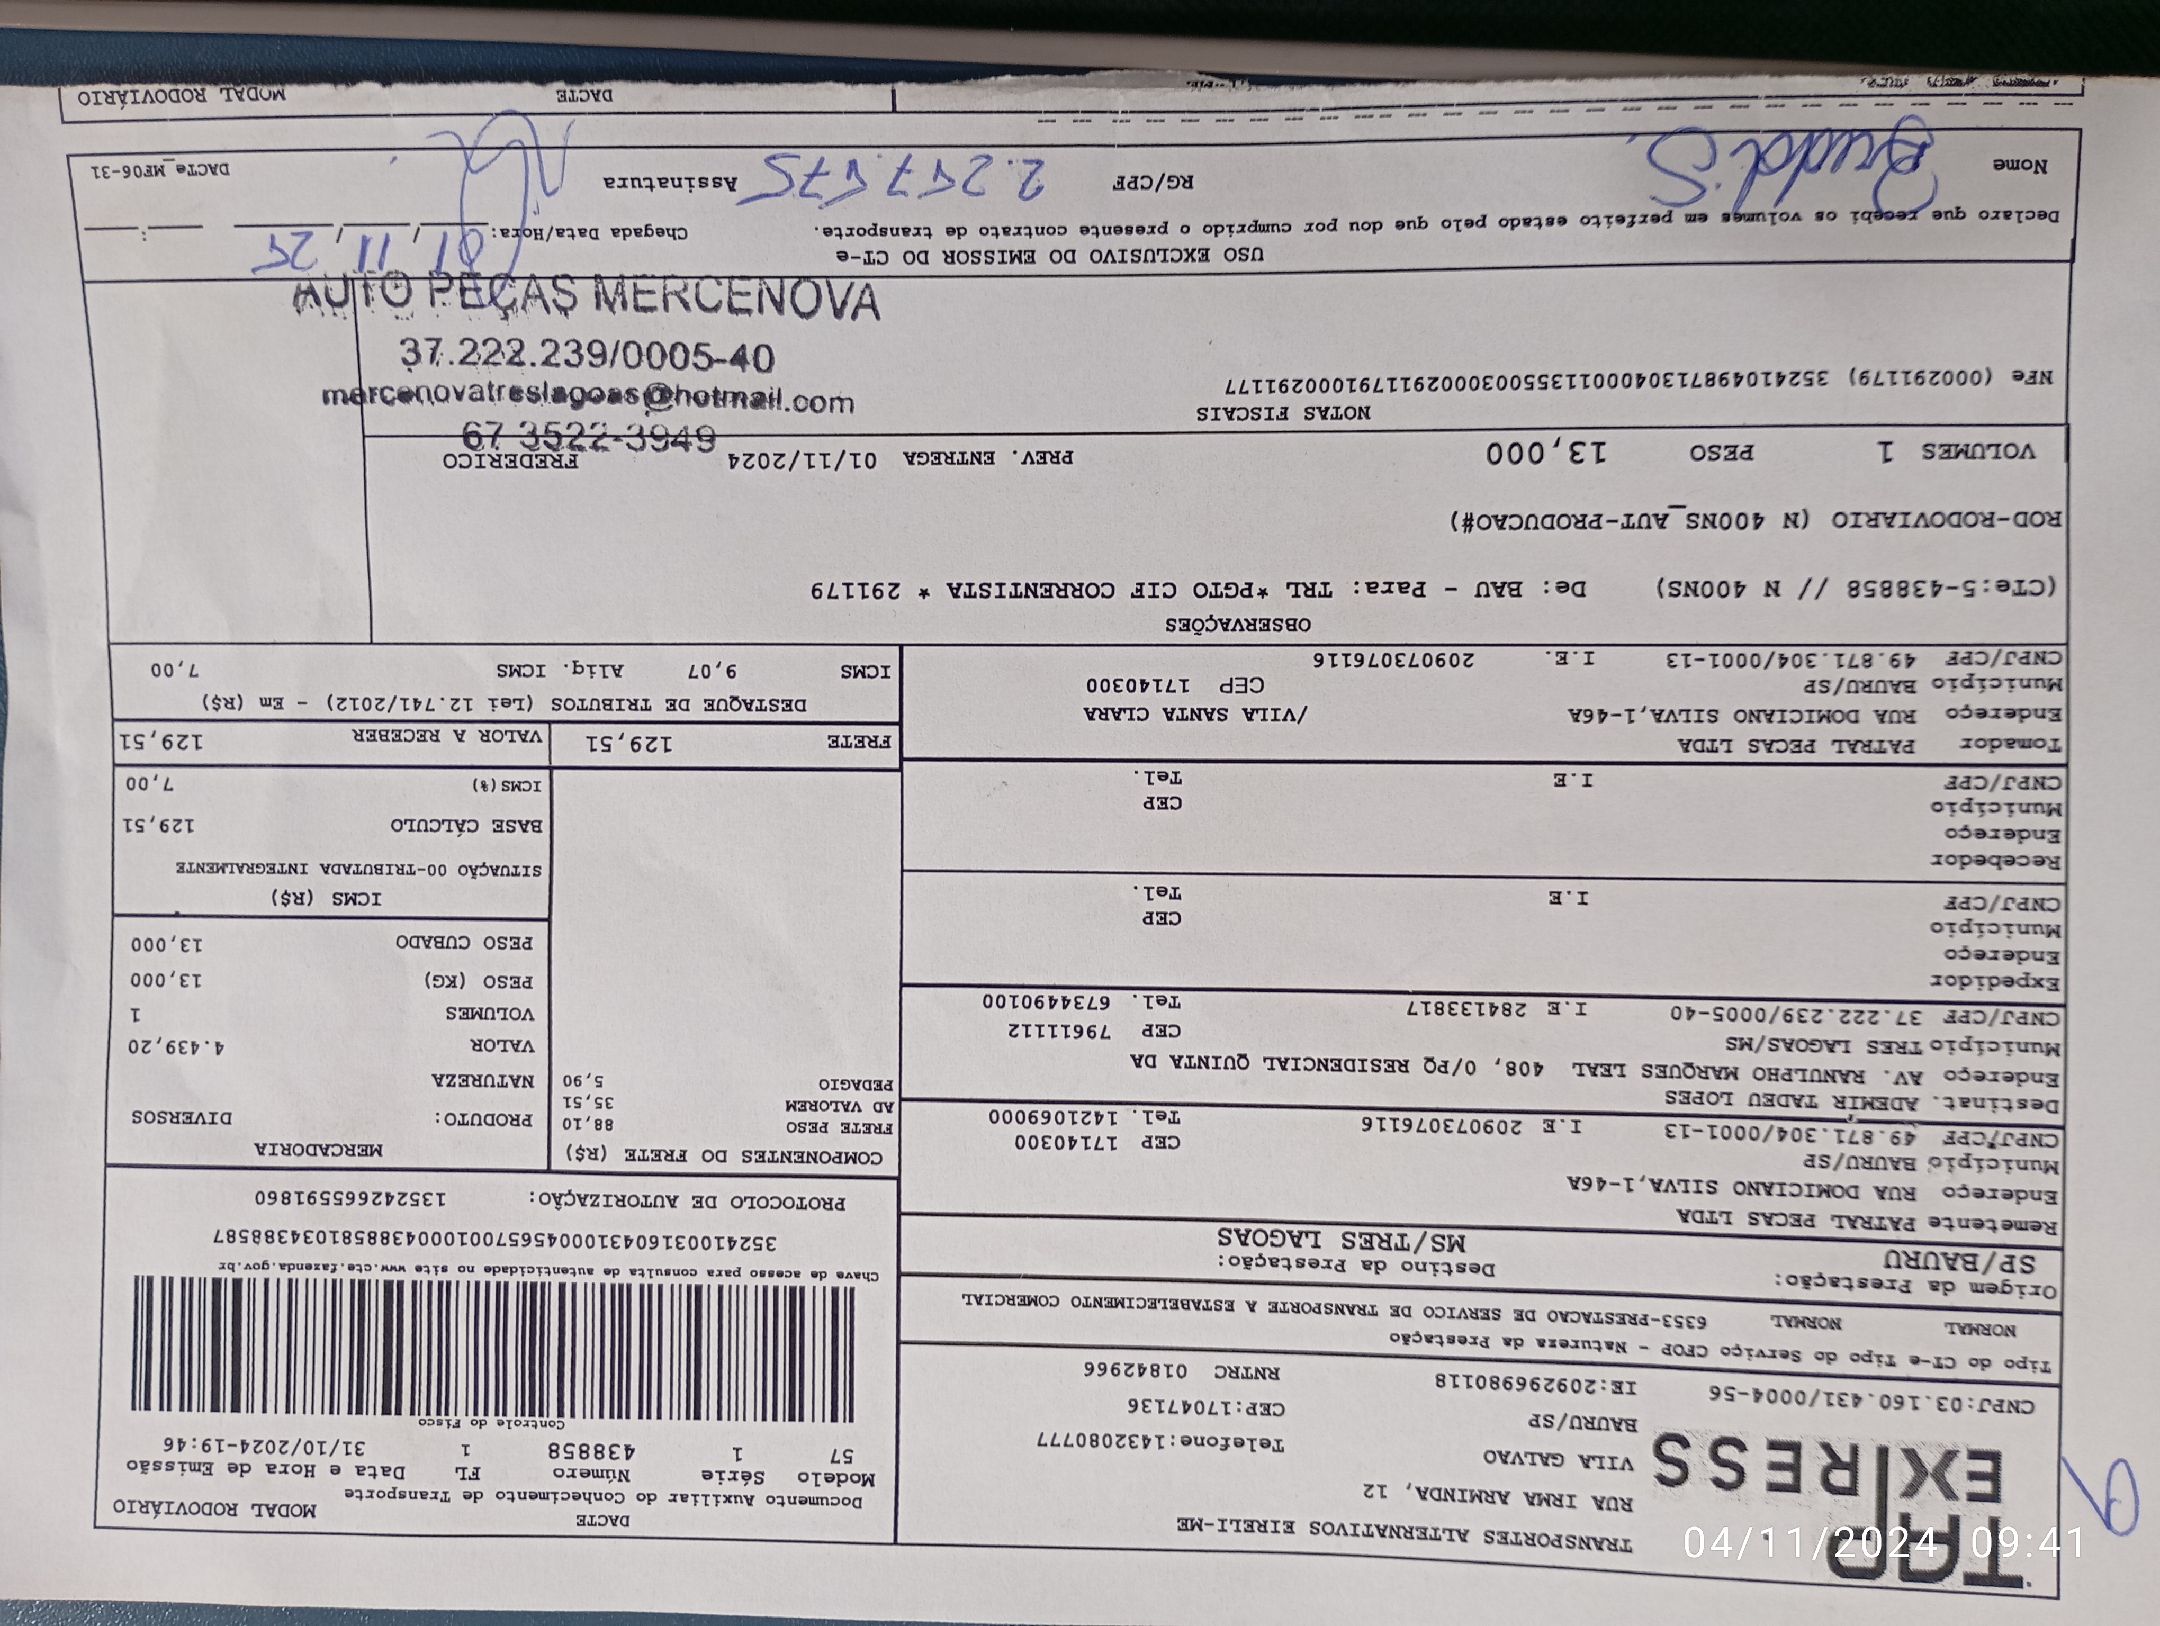 TAP
EXPRESS
TRANSPORTES ALTERNATIVOS EIRELI-ME
RUA IRMA ARMINDA, 12
VILA GALVAO Telefone:1432080777
BAURU/SP CEP:17047136
CNPJ:03.160.431/0004-56 IE:209296980118 RNTRC 01842966
DACTE MODAL RODOVIÁRIO
Documento Auxiliar do Conhecimento de Transporte
Modelo Série Número FL Data e Hora de Emissão
57 1 438858 1 31/10/2024-19:46
Controle do Fisco
Chave de acesso para consulta de autenticidade no site www.cte.fazenda.gov.br
35241003160431000456570010004388581034388587
PROTOCOLO DE AUTORIZAÇÃO: 135242665591860
Tipo do CT-e Tipo do Serviço CFOP - Natureza da Prestação
NORMAL NORMAL 6353-PRESTACAO DE SERVICO DE TRANSPORTE A ESTABELECIMENTO COMERCIAL
Origem da Prestação: Destino da Prestação:
SP/BAURU MS/TRES LAGOAS
Remetente PATRAL PECAS LTDA
Endereço RUA DOMICIANO SILVA,1-46A
Município BAURU/SP CEP 17140300
CNPJ/CPF 49.871.304/0001-13 I.E 209073076116 Tel. 1421069000
Destinat. ADEMIR TADEU LOPES
Endereço AV. RANULPHO MARQUES LEAL 408, 0/PQ RESIDENCIAL QUINTA DA
Município TRES LAGOAS/MS CEP 79611112
CNPJ/CPF 37.222.239/0005-40 I.E 284133817 Tel. 6734490100
Expedidor
Endereço
Município CEP
CNPJ/CPF I.E Tel.
Recebedor
Endereço
Município CEP
CNPJ/CPF I.E Tel.
Tomador PATRAL PECAS LTDA
Endereço RUA DOMICIANO SILVA,1-46A /VILA SANTA CLARA
Município BAURU/SP CEP 17140300
CNPJ/CPF 49.871.304/0001-13 I.E. 209073076116
COMPONENTES DO FRETE (R$)
FRETE PESO 88,10
AD VALOREM 35,51
PEDAGIO 5,90
MERCADORIA
PRODUTO: DIVERSOS
NATUREZA
VALOR 4.439,20
VOLUMES 1
PESO (KG) 13,000
PESO CUBADO 13,000
ICMS (R$)
SITUAÇÃO 00-TRIBUTADA INTEGRALMENTE
BASE CÁLCULO 129,51
ICMS(%) 7,00
FRETE 129,51 VALOR A RECEBER 129,51
DESTAQUE DE TRIBUTOS (Lei 12.741/2012) - Em (R$)
ICMS 9,07 Aliq. ICMS 7,00
OBSERVAÇÕES
(CTe:5-438858 // N 400NS) De: BAU - Para: TRL *PGTO CIF CORRENTISTA * 291179
ROD-RODOVIARIO (N 400NS_AUT-PRODUCAO#)
VOLUMES 1 PESO 13,000 PREV. ENTREGA 01/11/2024 FREDERICO
NOTAS FISCAIS
NFe (000291179) 35241049871304000113550030002911791000291177
67 3522-3949
mercenovatreslagoas@hotmail.com
37.222.239/0005-40
AUTO PEÇAS MERCENOVA
USO EXCLUSIVO DO EMISSOR DO CT-e
Declaro que recebi os volumes em perfeito estado pelo que dou por cumprido o presente contrato de transporte. Chegada Data/Hora: 01, 11, 24 :
Nome RG/CPF Assinatura
DACTe_MF06-31
DACTE MODAL RODOVIÁRIO
04/11/2024 09:41